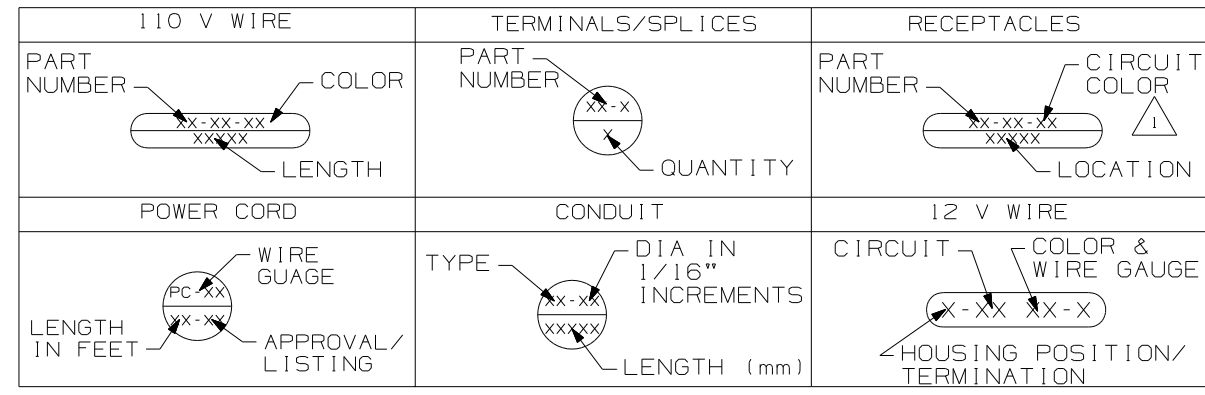 110 V WIRE
PART
NUMBER
COLOR
XX-XX-XX
XXXXX
LENGTH
TERMINALS/SPLICES
PART
NUMBER
XX-X
X
QUANTITY
RECEPTACLES
PART
NUMBER
CIRCUIT
COLOR
1
XX-XX-XX
XXXXX
LOCATION
POWER CORD
WIRE
GUAGE
PC-XX
XX-XX
LENGTH
IN FEET
APPROVAL/
LISTING
CONDUIT
TYPE
DIA IN
1/16"
INCREMENTS
XX-XX
XXXXX
LENGTH (mm)
12 V WIRE
CIRCUIT
COLOR &
WIRE GAUGE
X-XX XX-X
HOUSING POSITION/
TERMINATION